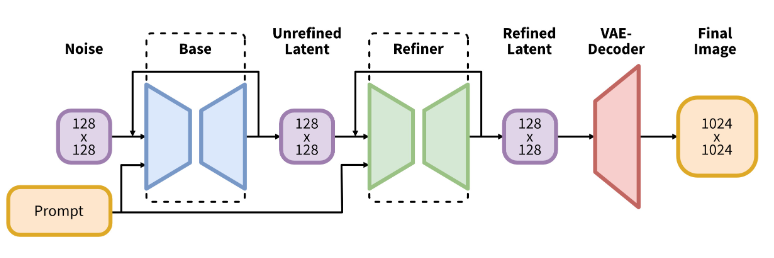 Noise
Base
Unrefined
Latent
Refiner
Refined
Latent
VAE-
Decoder
Final
Image
128
x
128
128
x
128
128
x
128
1024
x
1024
Prompt